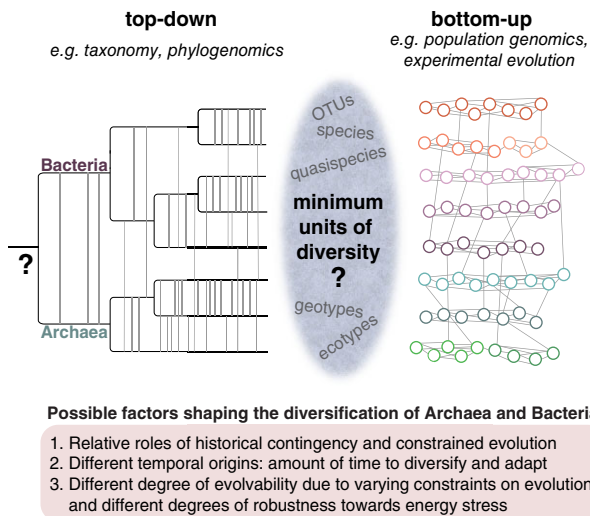 top-down
e.g. taxonomy, phylogenomics
bottom-up
e.g. population genomics,
experimental evolution
Bacteria
?
Archaea
OTUs
species
quasispecies
minimum
units of
diversity
?
geotypes
ecotypes
Possible factors shaping the diversification of Archaea and Bacteria
1. Relative roles of historical contingency and constrained evolution
2. Different temporal origins: amount of time to diversify and adapt
3. Different degree of evolvability due to varying constraints on evolution
and different degrees of robustness towards energy stress